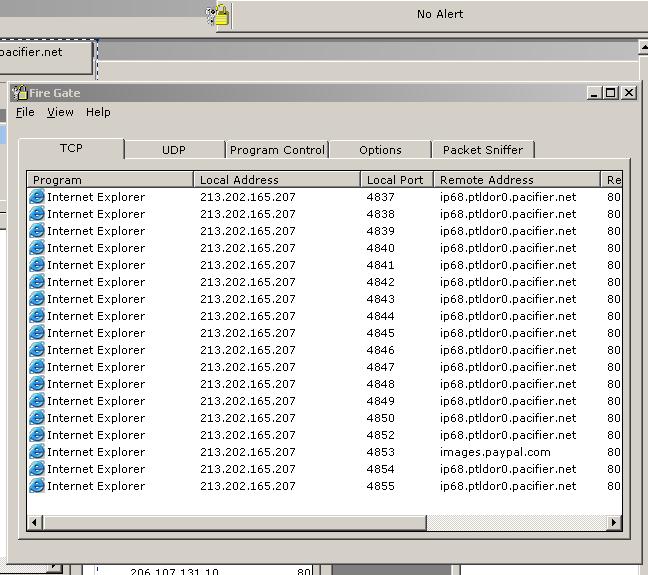 No Alert
pacifier.net
Fire Gate
File View Help
TCP UDP Program Control Options Packet Sniffer
Program Local Address Local Port Remote Address Re
Internet Explorer 213.202.165.207 4837 ip68.ptldor0.pacifier.net 80
Internet Explorer 213.202.165.207 4838 ip68.ptldor0.pacifier.net 80
Internet Explorer 213.202.165.207 4839 ip68.ptldor0.pacifier.net 80
Internet Explorer 213.202.165.207 4840 ip68.ptldor0.pacifier.net 80
Internet Explorer 213.202.165.207 4841 ip68.ptldor0.pacifier.net 80
Internet Explorer 213.202.165.207 4842 ip68.ptldor0.pacifier.net 80
Internet Explorer 213.202.165.207 4843 ip68.ptldor0.pacifier.net 80
Internet Explorer 213.202.165.207 4844 ip68.ptldor0.pacifier.net 80
Internet Explorer 213.202.165.207 4845 ip68.ptldor0.pacifier.net 80
Internet Explorer 213.202.165.207 4846 ip68.ptldor0.pacifier.net 80
Internet Explorer 213.202.165.207 4847 ip68.ptldor0.pacifier.net 80
Internet Explorer 213.202.165.207 4848 ip68.ptldor0.pacifier.net 80
Internet Explorer 213.202.165.207 4849 ip68.ptldor0.pacifier.net 80
Internet Explorer 213.202.165.207 4850 ip68.ptldor0.pacifier.net 80
Internet Explorer 213.202.165.207 4852 ip68.ptldor0.pacifier.net 80
Internet Explorer 213.202.165.207 4853 images.paypal.com 80
Internet Explorer 213.202.165.207 4854 ip68.ptldor0.pacifier.net 80
Internet Explorer 213.202.165.207 4855 ip68.ptldor0.pacifier.net 80
206.107.131.10 80